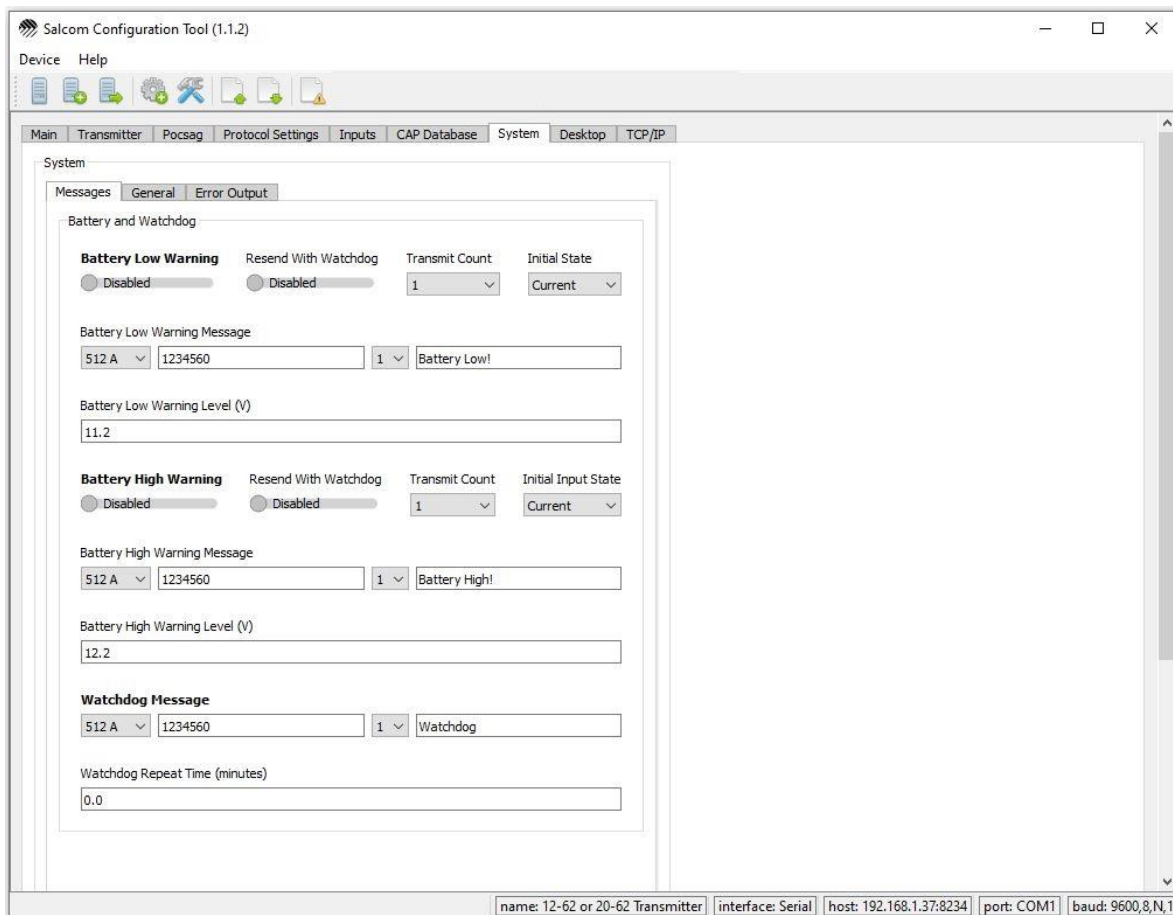 Salcom Configuration Tool (1.1.2)
Device Help
Main Transmitter Pocsag Protocol Settings Inputs CAP Database System Desktop TCP/IP
System
Messages General Error Output
Battery and Watchdog
Battery Low Warning Resend With Watchdog Transmit Count Initial State
Disabled Disabled 1 Current
Battery Low Warning Message
512 A 1234560 1 Battery Low!
Battery Low Warning Level (V)
11.2
Battery High Warning Resend With Watchdog Transmit Count Initial Input State
Disabled Disabled 1 Current
Battery High Warning Message
512 A 1234560 1 Battery High!
Battery High Warning Level (V)
12.2
Watchdog Message
512 A 1234560 1 Watchdog
Watchdog Repeat Time (minutes)
0.0
name: 12-62 or 20-62 Transmitter interface: Serial host: 192.168.1.37:8234 port: COM1 baud: 9600,8,N,1